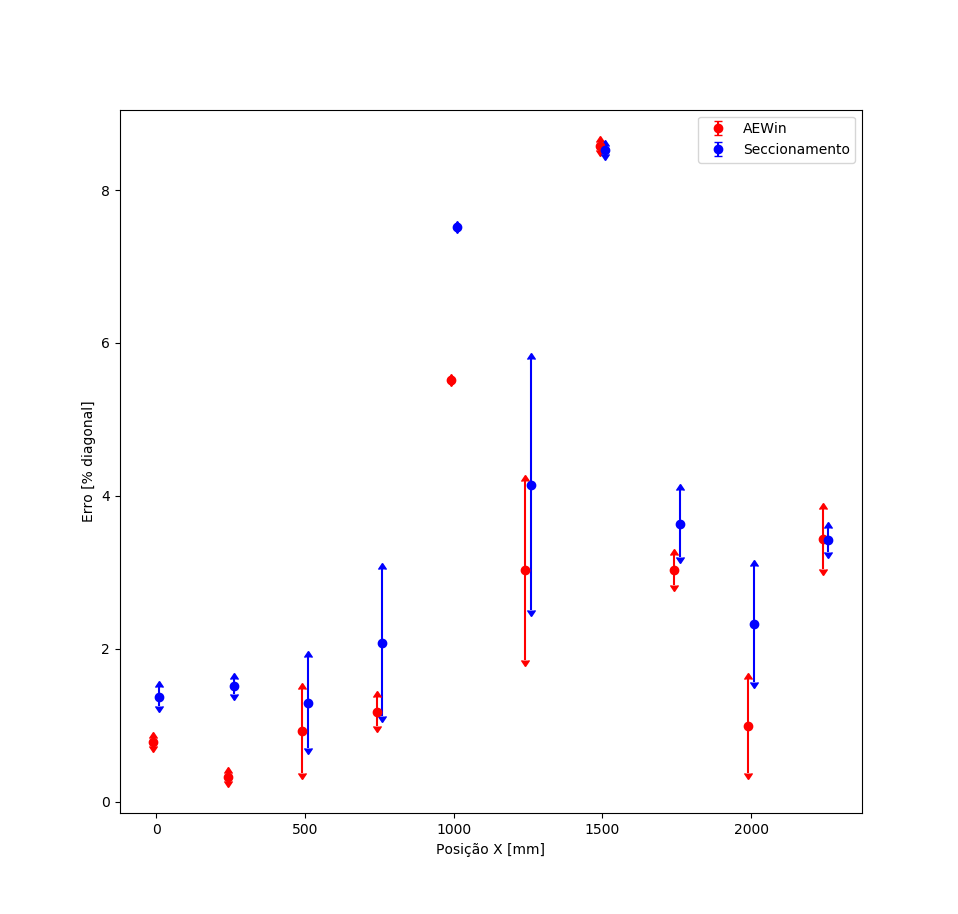 AEWin
Seccionamento
8
6
4
2
0
Erro [% diagonal]
0 500 1000 1500 2000
Posição X [mm]